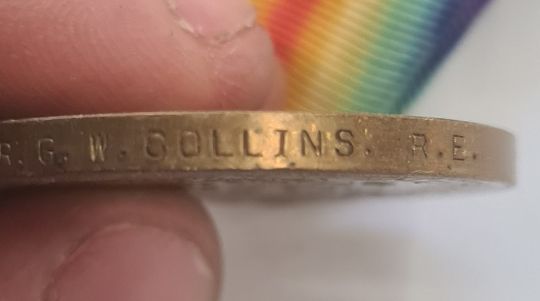 R. G. W. COLLINS. R.E.